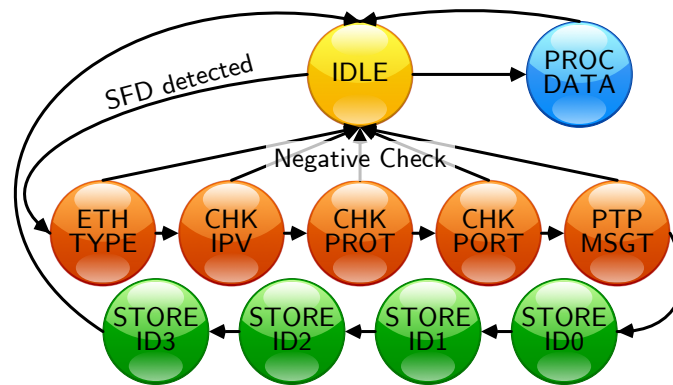 IDLE
PROC
DATA
SFD detected
Negative Check
ETH
TYPE
CHK
IPV
CHK
PROT
CHK
PORT
PTP
MSGT
STORE
ID3
STORE
ID2
STORE
ID1
STORE
ID0